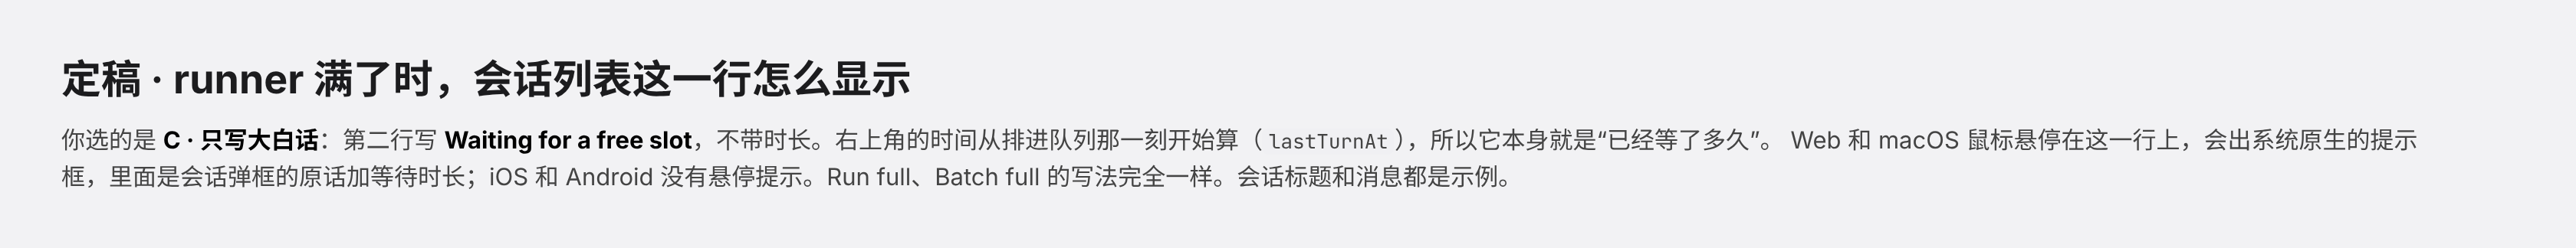 定稿 · runner 满了时，会话列表这一行怎么显示
你选的是 C · 只写大白话：第二行写 Waiting for a free slot，不带时长。右上角的时间从排进队列那一刻开始算（ lastTurnAt ），所以它本身就是“已经等了多久”。 Web 和 macOS 鼠标悬停在这一行上，会出系统原生的提示
框，里面是会话弹框的原话加等待时长；iOS 和 Android 没有悬停提示。Run full、Batch full 的写法完全一样。会话标题和消息都是示例。